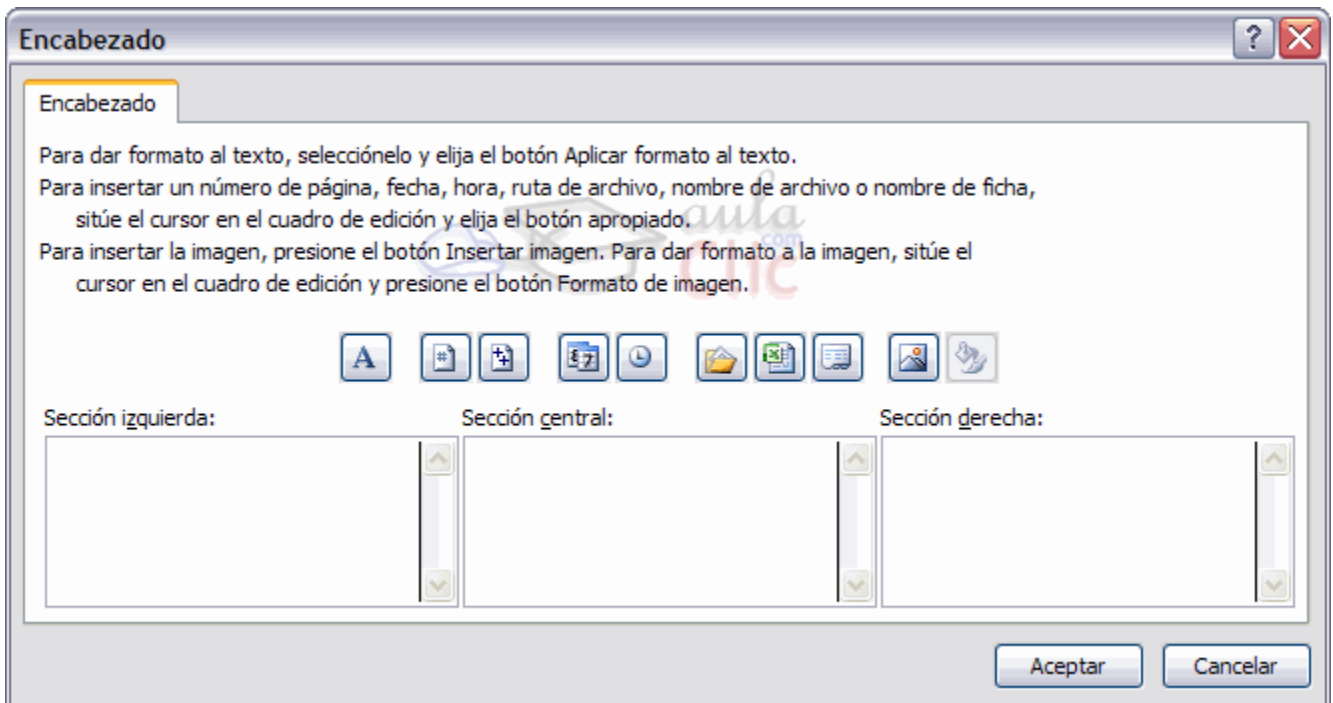 Encabezado
Encabezado
Para dar formato al texto, selecciónelo y elija el botón Aplicar formato al texto.
Para insertar un número de página, fecha, hora, ruta de archivo, nombre de archivo o nombre de ficha,
sitúe el cursor en el cuadro de edición y elija el botón apropiado.
Para insertar la imagen, presione el botón Insertar imagen. Para dar formato a la imagen, sitúe el
cursor en el cuadro de edición y presione el botón Formato de imagen.
aula
.com
Clic
A
Sección izquierda:
Sección central:
Sección derecha:
Aceptar
Cancelar